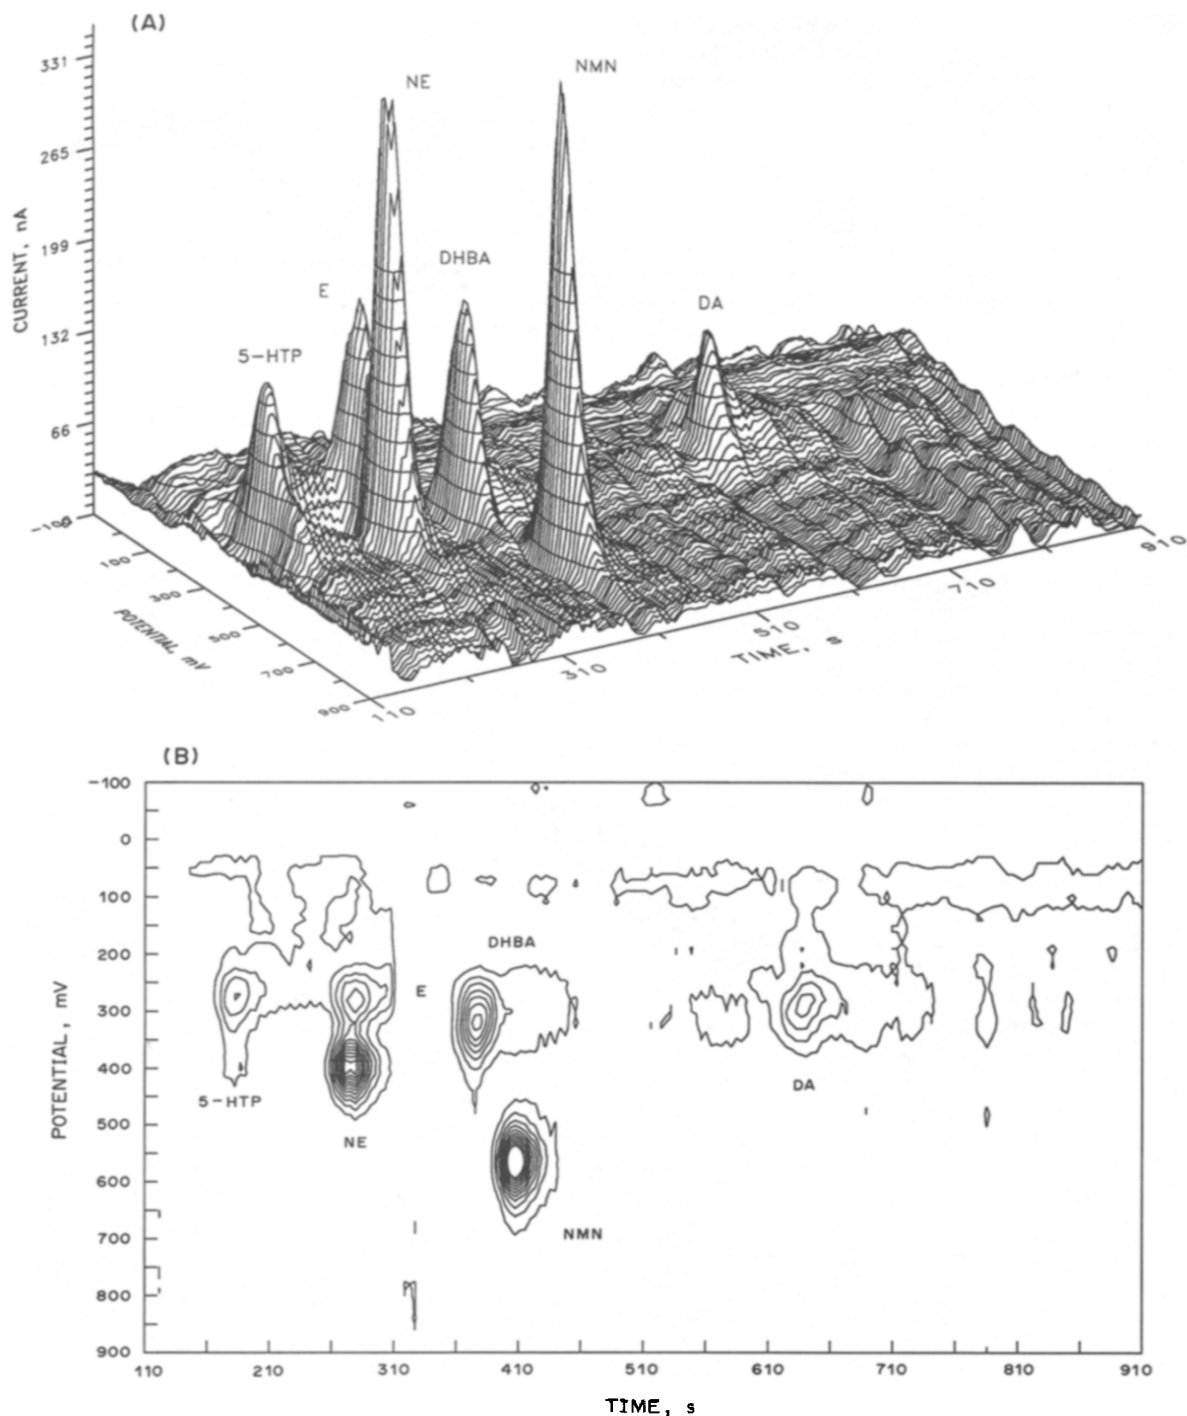 (A)
331
265
199
132
66
-100
CURRENT, nA
NE
NMN
DHBA
E
DA
5-HTP
100
300
500
700
900
POTENTIAL, mV
110
310
510
710
910
TIME, s
(B)
-100
0
100
200
300
400
500
600
700
800
900
POTENTIAL, mV
DHBA
E
5-HTP
NE
DA
NMN
110
210
310
410
510
610
710
810
910
TIME, s